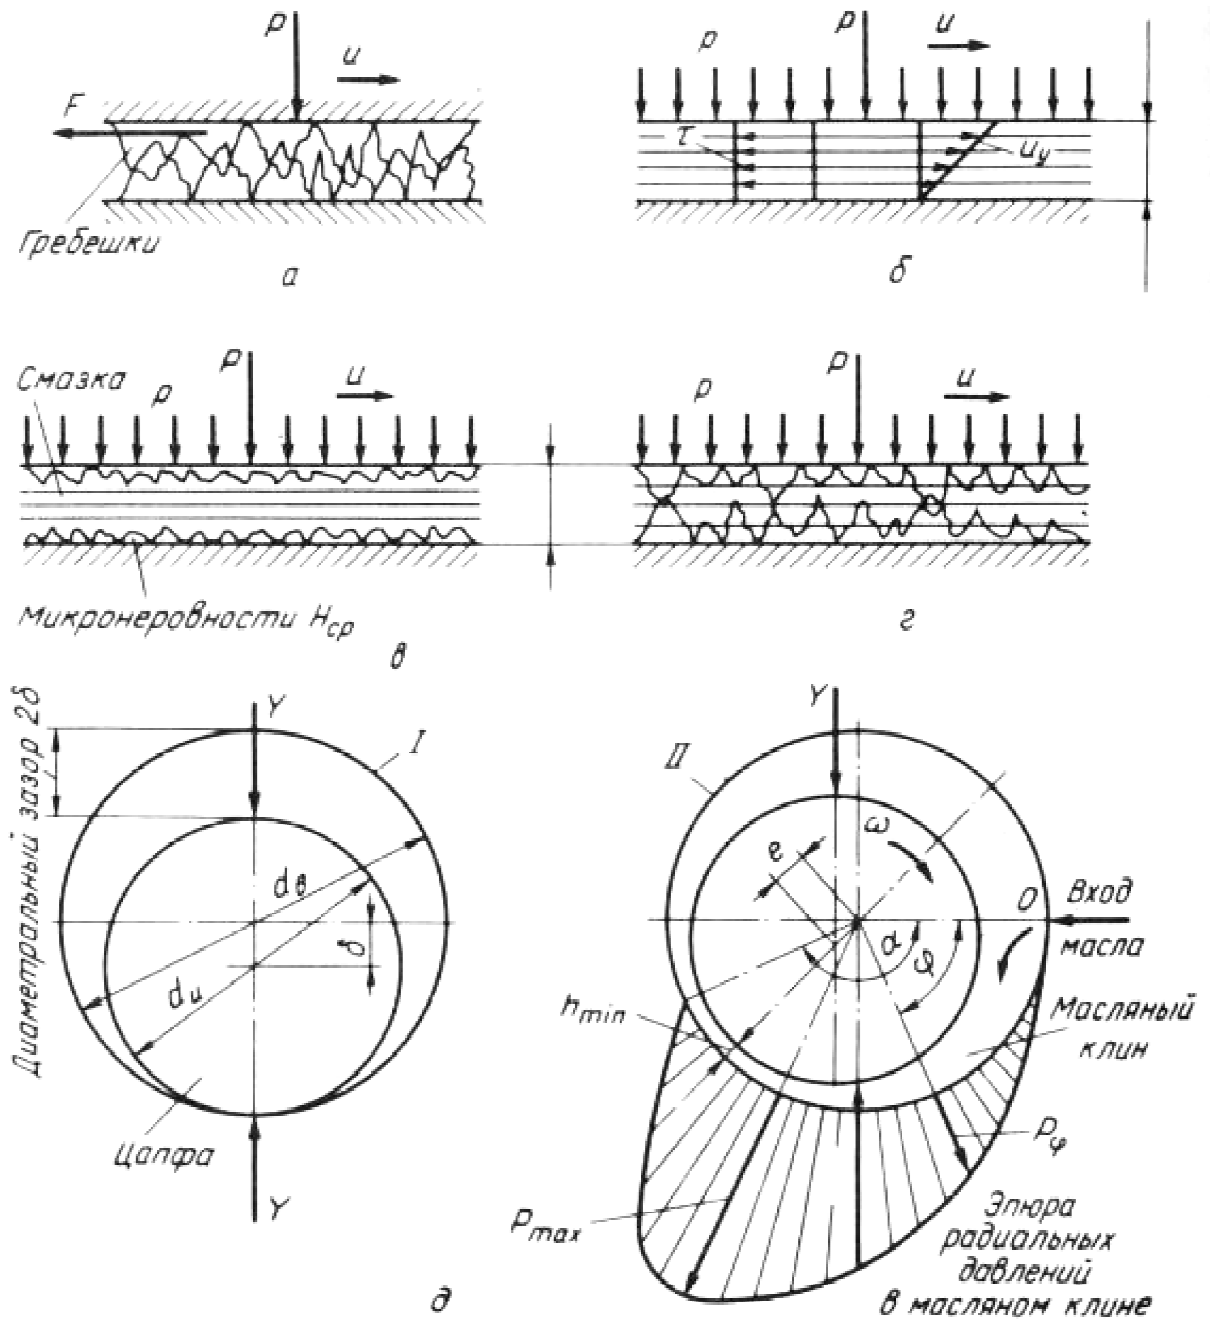 P
u
F
Гребешки
а
P
u
p
τ
u_y
б
Смазка
P
u
p
Микронеровности H_ср
в
P
u
p
г
Диаметральный зазор 2δ
Y
I
d_в
d_ц
δ
Цапфа
Y
д
Y
II
ω
e
α
φ
O
Вход
масла
h_min
Масляный
клин
P_max
P_φ
Эпюра
радиальных
давлений
в масляном клине